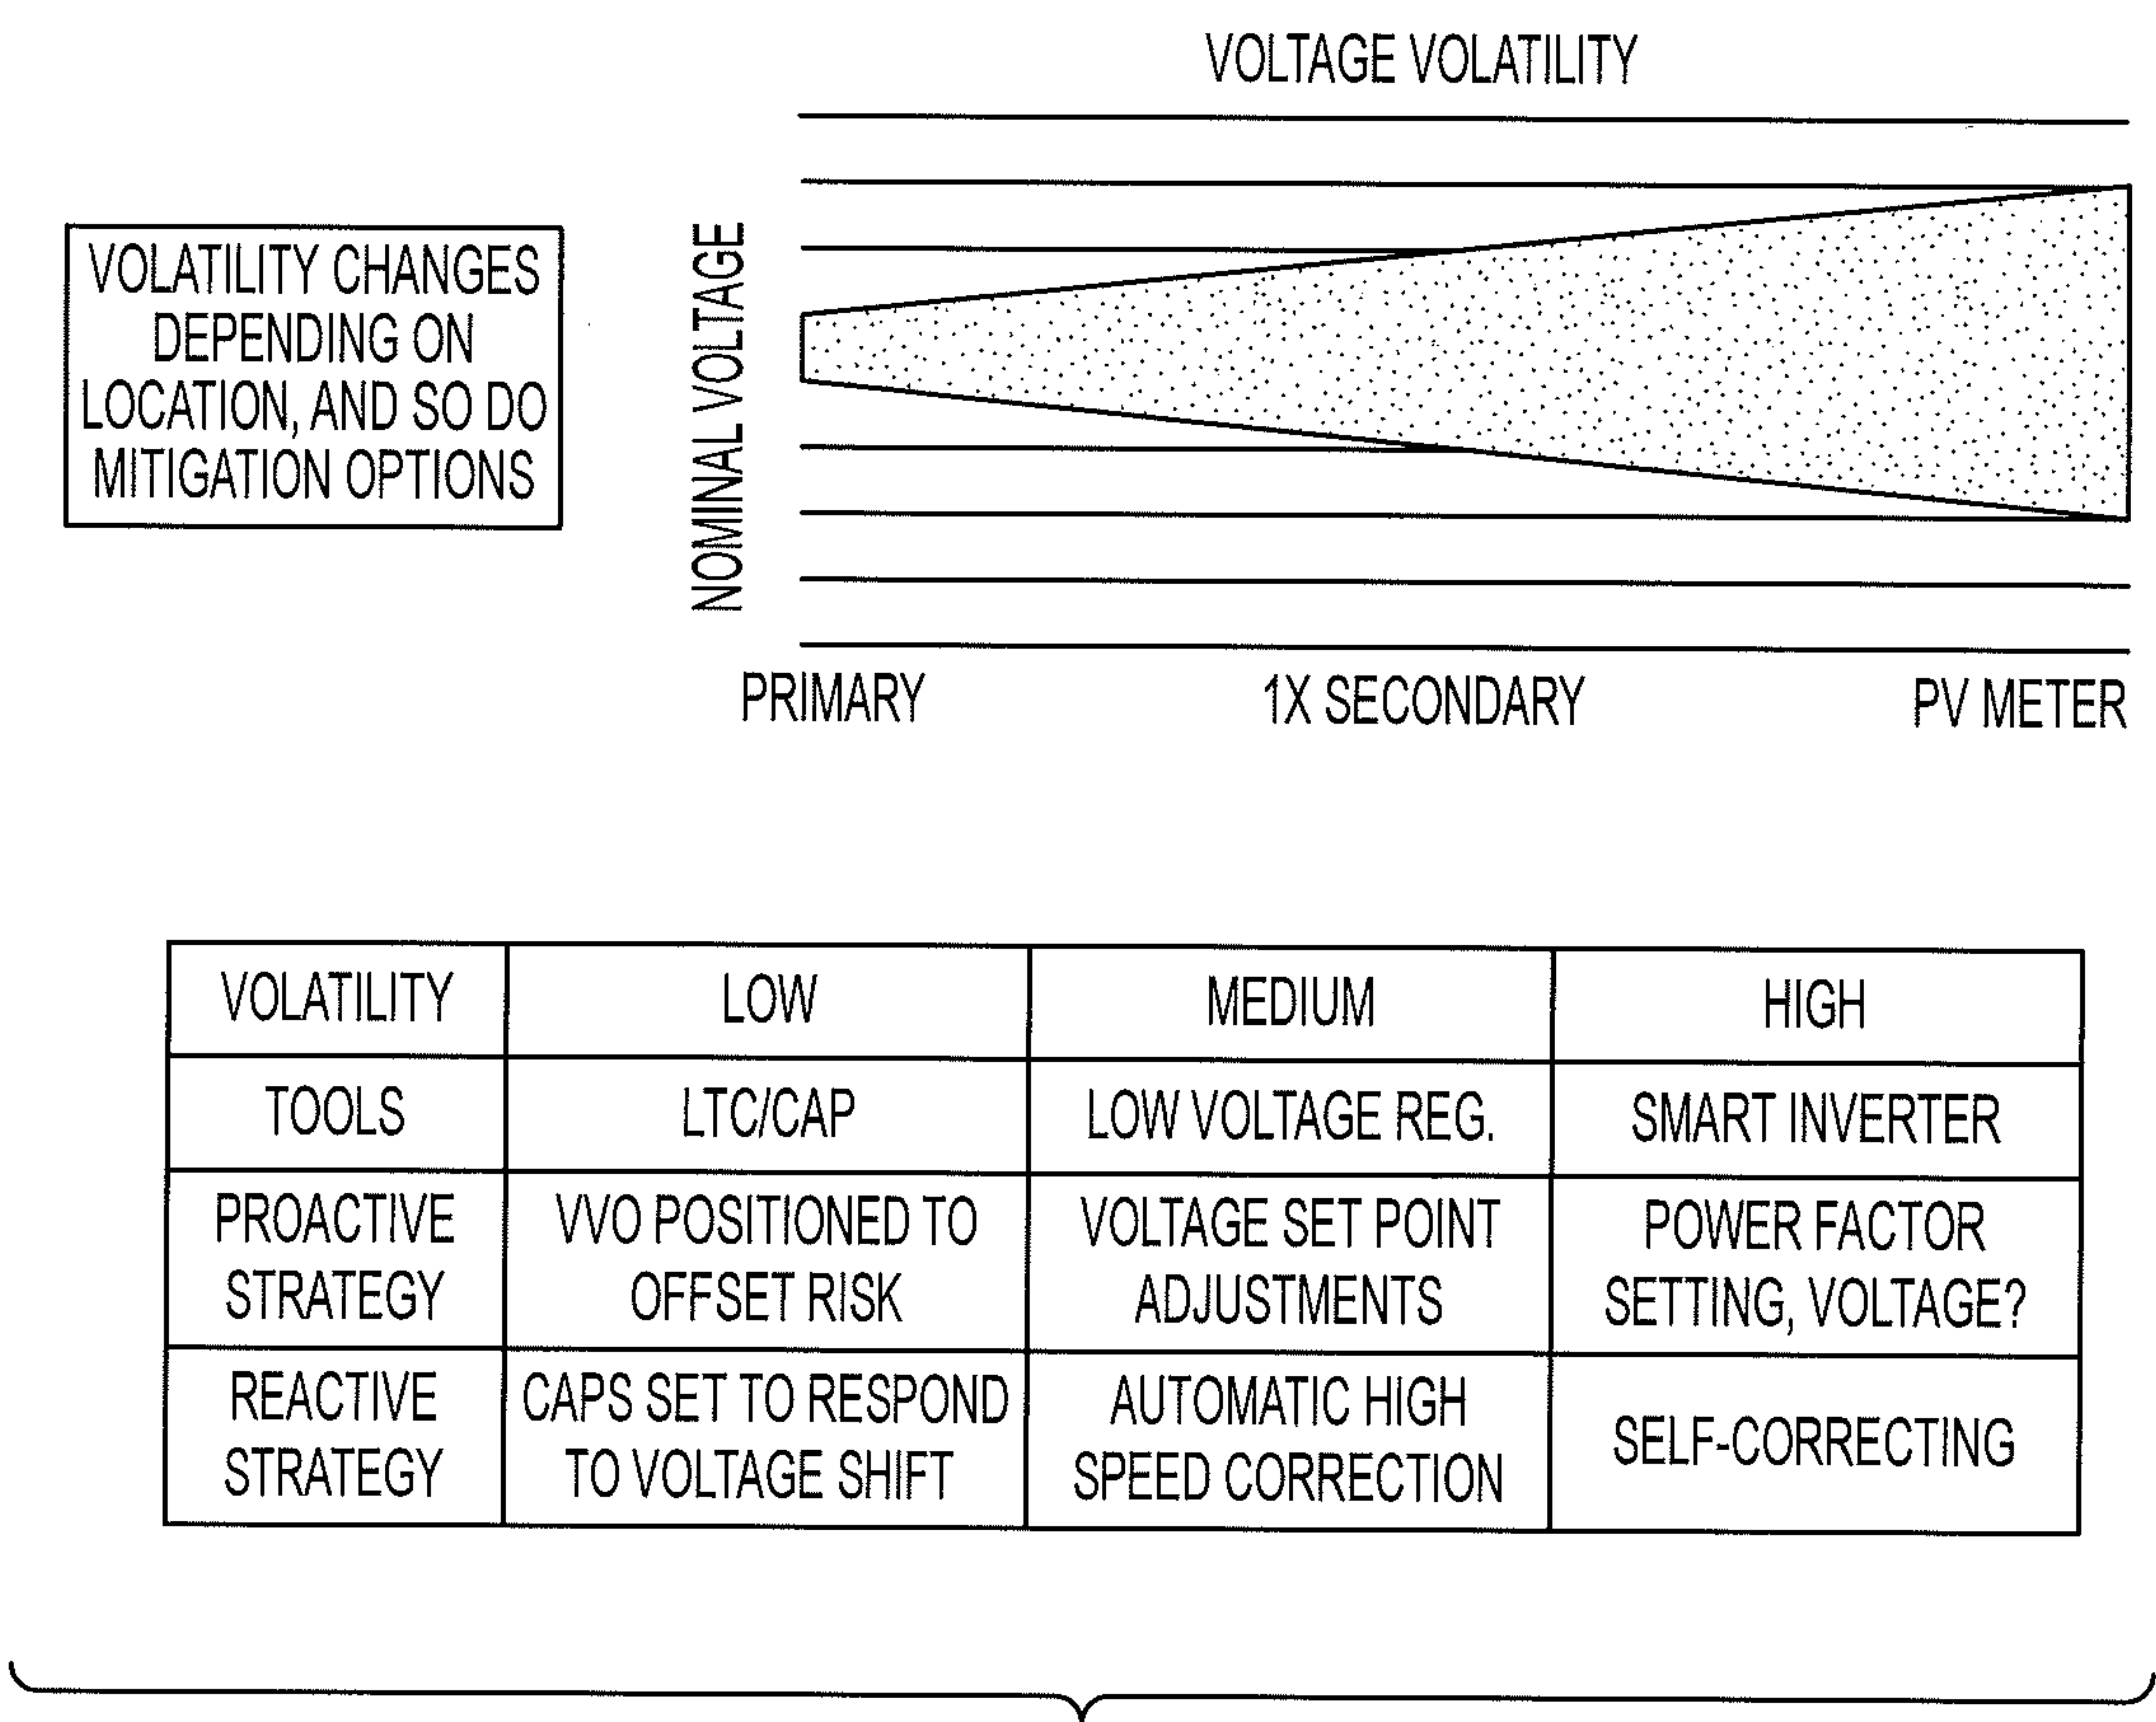 VOLTAGE VOLATILITY
VOLATILITY CHANGES
DEPENDING ON
LOCATION, AND SO DO
MITIGATION OPTIONS
NOMINAL VOLTAGE
PRIMARY
1X SECONDARY
PV METER
VOLATILITY
LOW
MEDIUM
HIGH
TOOLS
LTC/CAP
LOW VOLTAGE REG.
SMART INVERTER
PROACTIVE
STRATEGY
VVO POSITIONED TO
OFFSET RISK
VOLTAGE SET POINT
ADJUSTMENTS
POWER FACTOR
SETTING, VOLTAGE?
REACTIVE
STRATEGY
CAPS SET TO RESPOND
TO VOLTAGE SHIFT
AUTOMATIC HIGH
SPEED CORRECTION
SELF-CORRECTING